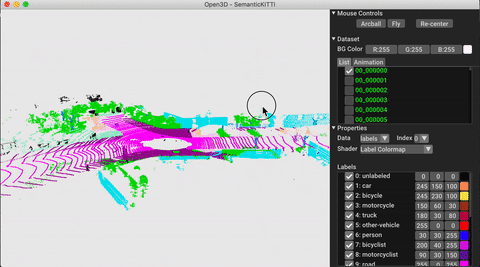 Open3D - SemanticKITTI
Mouse Controls
Arcball Fly Re-center
Dataset
BG Color R:255 G:255 B:255
List Animation
00_000000
00_000001
00_000002
00_000003
00_000004
00_000005
Properties
Data labels Index 0
Shader Label Colormap
Labels
0: unlabeled 0 0 0
1: car 245 150 100
2: bicycle 245 230 100
3: motorcycle 150 60 30
4: truck 180 30 80
5: other-vehicle 255 0 0
6: person 30 30 255
7: bicyclist 200 40 255
8: motorcyclist 90 30 150
9: road 255 0 255